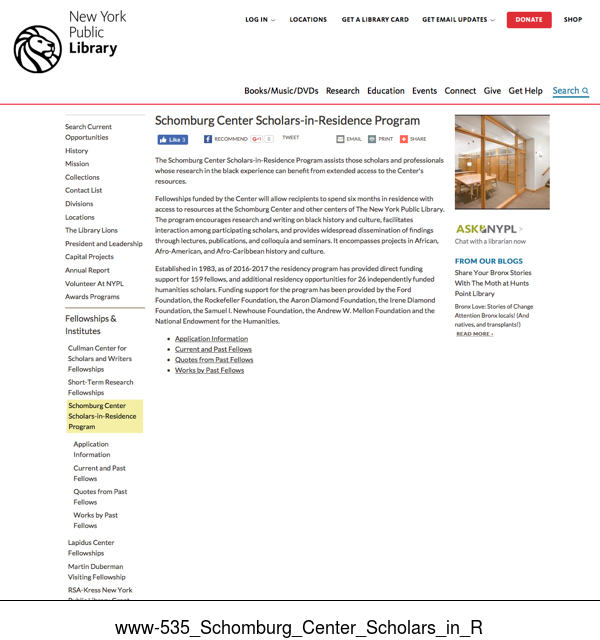 New York
Public
Library
LOG IN
LOCATIONS
GET A LIBRARY CARD
GET EMAIL UPDATES
DONATE
SHOP
Books/Music/DVDs Research Education Events Connect Give Get Help Search
Search Current
Opportunities
History
Mission
Collections
Contact List
Divisions
Locations
The Library Lions
President and Leadership
Capital Projects
Annual Report
Volunteer At NYPL
Awards Programs
Fellowships &
Institutes
Cullman Center for
Scholars and Writers
Fellowships
Short-Term Research
Fellowships
Schomburg Center
Scholars-in-Residence
Program
Application
Information
Current and Past
Fellows
Quotes from Past
Fellows
Works by Past
Fellows
Lapidus Center
Fellowships
Martin Duberman
Visiting Fellowship
RSA-Kress New York
Public Library Grant
Schomburg Center Scholars-in-Residence Program
Like 3
RECOMMEND
G+1 0
TWEET
EMAIL
PRINT
SHARE
The Schomburg Center Scholars-in-Residence Program assists those scholars and professionals
whose research in the black experience can benefit from extended access to the Center's
resources.
Fellowships funded by the Center will allow recipients to spend six months in residence with
access to resources at the Schomburg Center and other centers of The New York Public Library.
The program encourages research and writing on black history and culture, facilitates
interaction among participating scholars, and provides widespread dissemination of findings
through lectures, publications, and colloquia and seminars. It encompasses projects in African,
Afro-American, and Afro-Caribbean history and culture.
Established in 1983, as of 2016-2017 the residency program has provided direct funding
support for 159 fellows, and additional residency opportunities for 26 independently funded
humanities scholars. Funding support for the program has been provided by the Ford
Foundation, the Rockefeller Foundation, the Aaron Diamond Foundation, the Irene Diamond
Foundation, the Samuel I. Newhouse Foundation, the Andrew W. Mellon Foundation and the
National Endowment for the Humanities.
• Application Information
• Current and Past Fellows
• Quotes from Past Fellows
• Works by Past Fellows
ASK NYPL >
Chat with a librarian now
FROM OUR BLOGS
Share Your Bronx Stories
With The Moth at Hunts
Point Library
Bronx Love: Stories of Change
Attention Bronx locals! (And
natives, and transplants!)
READ MORE ›
www-535_Schomburg_Center_Scholars_in_R